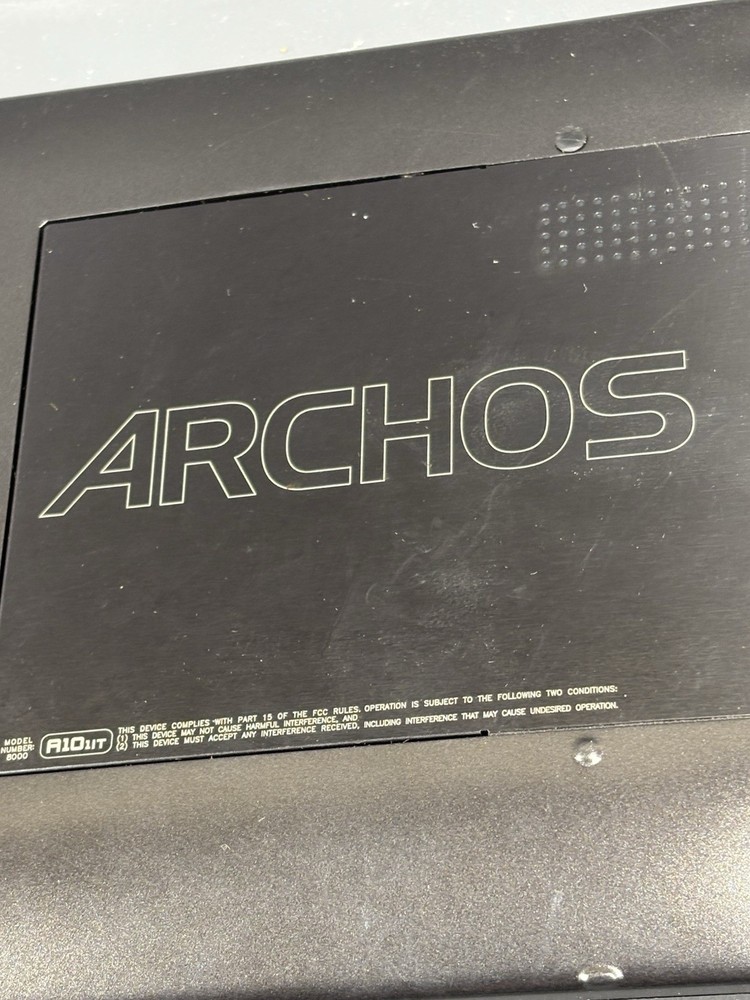 ARCHOS
MODEL
NUMBER:
8000
A101IT
THIS DEVICE COMPLIES WITH PART 15 OF THE FCC RULES. OPERATION IS SUBJECT TO THE FOLLOWING TWO CONDITIONS:
(1) THIS DEVICE MAY NOT CAUSE HARMFUL INTERFERENCE, AND
(2) THIS DEVICE MUST ACCEPT ANY INTERFERENCE RECEIVED, INCLUDING INTERFERENCE THAT MAY CAUSE UNDESIRED OPERATION.